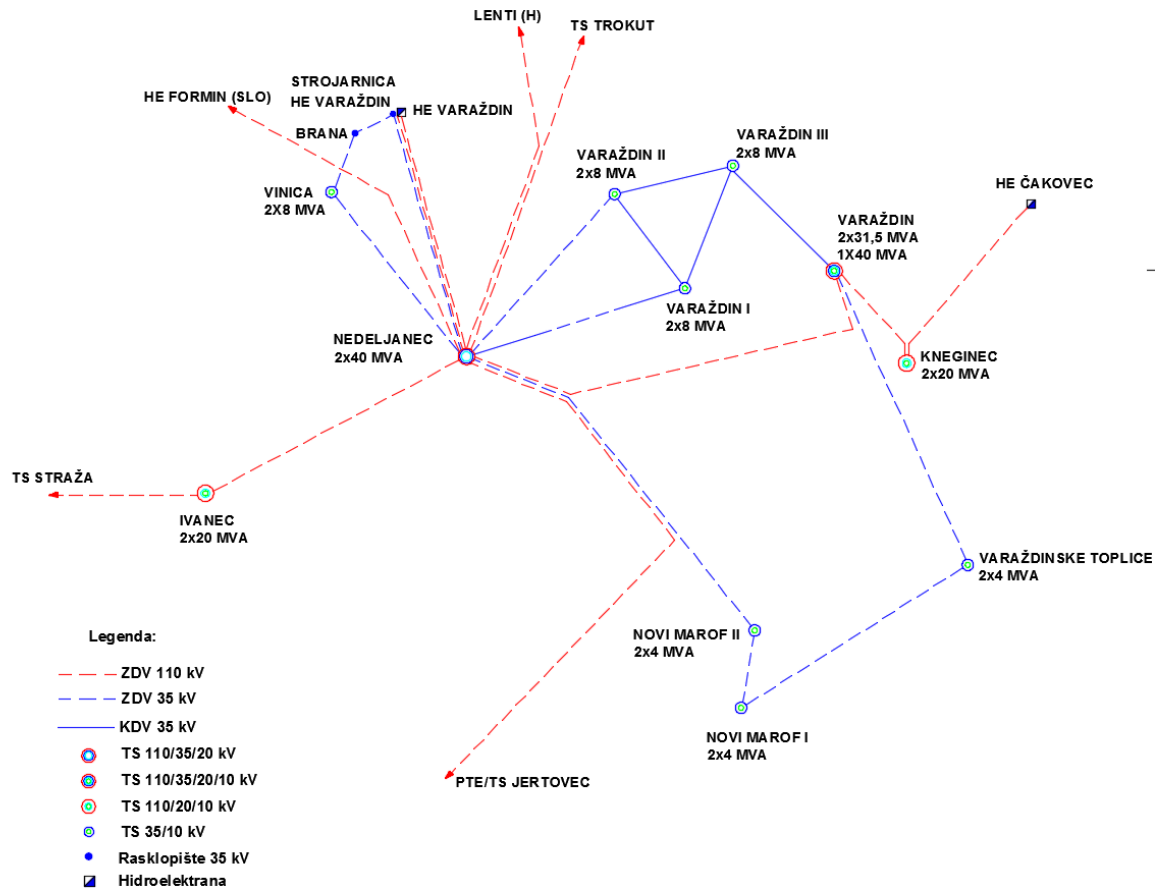 LENTI (H)
TS TROKUT
STROJARNICA
HE VARAŽDIN
HE FORMIN (SLO)
HE VARAŽDIN
BRANA
VINICA
2X8 MVA
VARAŽDIN II
2x8 MVA
VARAŽDIN III
2x8 MVA
HE ČAKOVEC
VARAŽDIN
2x31,5 MVA
1X40 MVA
VARAŽDIN I
2x8 MVA
NEDELJANEC
2x40 MVA
KNEGINEC
2x20 MVA
TS STRAŽA
IVANEC
2x20 MVA
VARAŽDINSKE TOPLICE
2x4 MVA
NOVI MAROF II
2x4 MVA
NOVI MAROF I
2x4 MVA
PTE/TS JERTOVEC
Legenda:
ZDV 110 kV
ZDV 35 kV
KDV 35 kV
TS 110/35/20 kV
TS 110/35/20/10 kV
TS 110/20/10 kV
TS 35/10 kV
Rasklopište 35 kV
Hidroelektrana